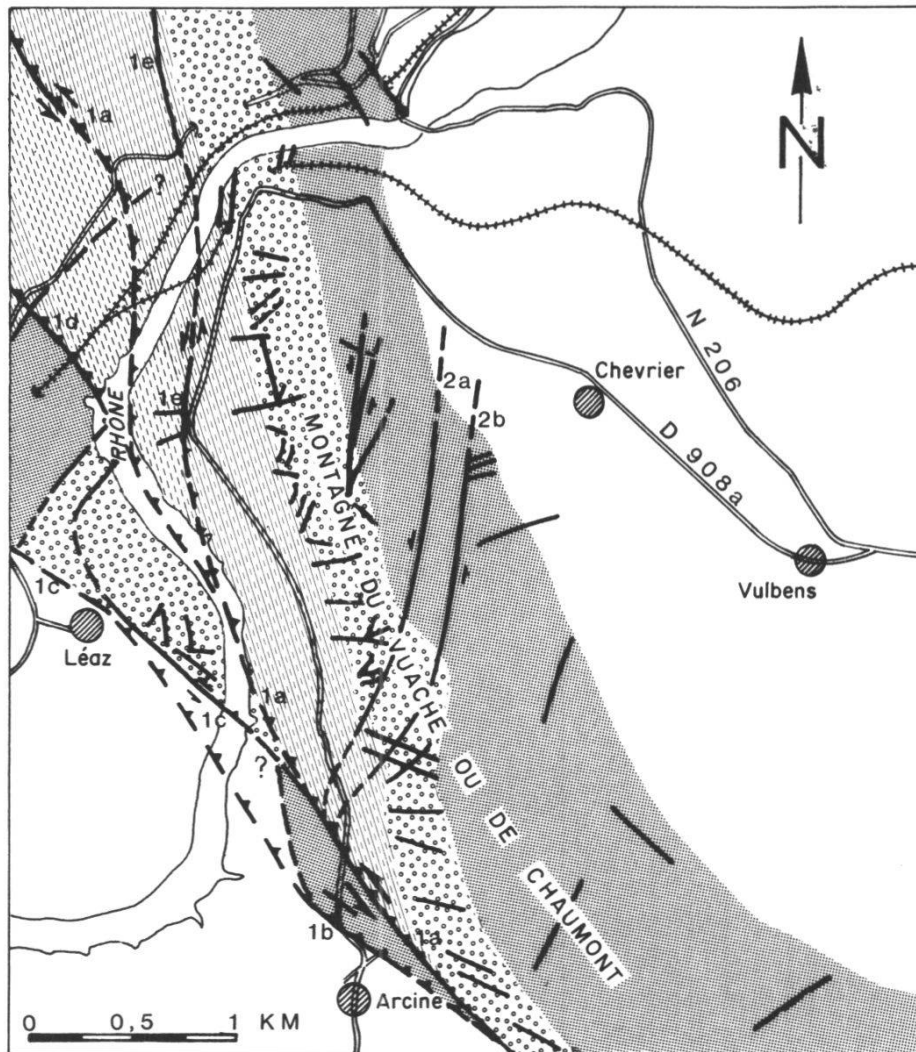 1e
1a
N
?
1d
N 206
Chevrier
2a
RHÔNE
1e
2b
D 908a
MONTAGNE DU VUACHE OU DE CHAUMONT
Vulbens
1c
Léaz
1a
1c
?
1b
1a
Arcine
0 0,5 1 KM